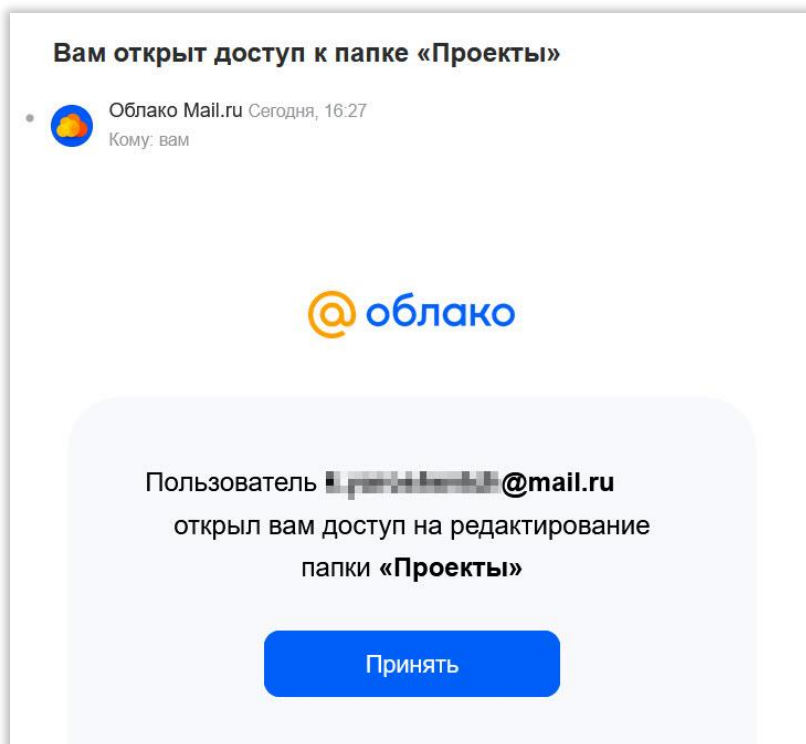 Вам открыт доступ к папке «Проекты»
Облако Mail.ru Сегодня, 16:27
Кому: вам
@ облако
Пользователь @mail.ru
открыл вам доступ на редактирование
папки «Проекты»
Принять